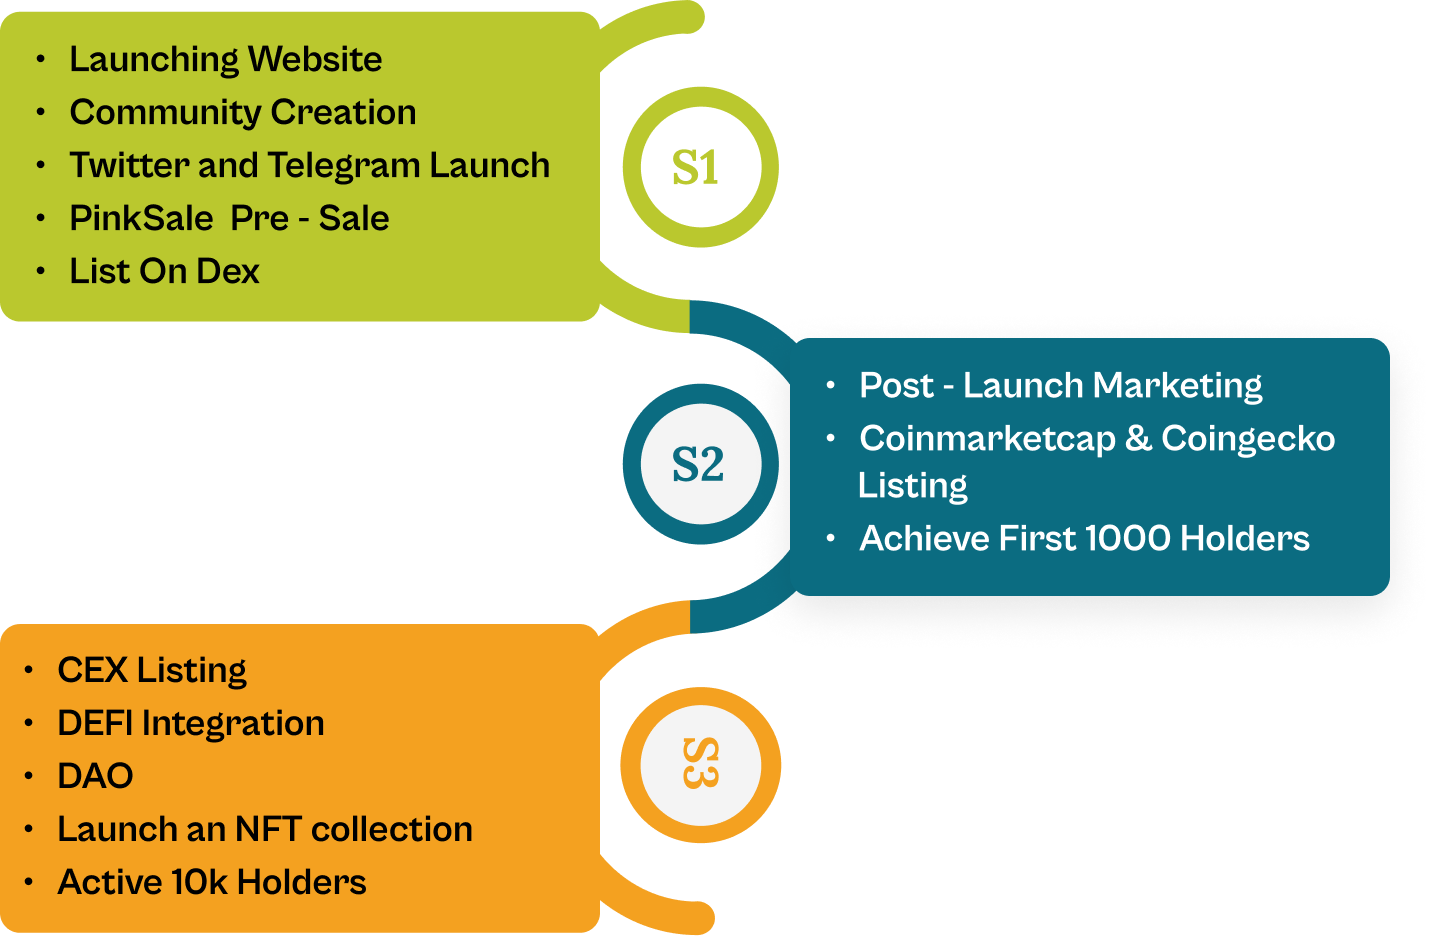 • Launching Website
• Community Creation
• Twitter and Telegram Launch
• PinkSale  Pre - Sale
• List On Dex
S1
S2
• Post - Launch Marketing
• Coinmarketcap & Coingecko
Listing
• Achieve First 1000 Holders
• CEX Listing
• DEFI Integration
• DAO
• Launch an NFT collection
• Active 10k Holders
S3